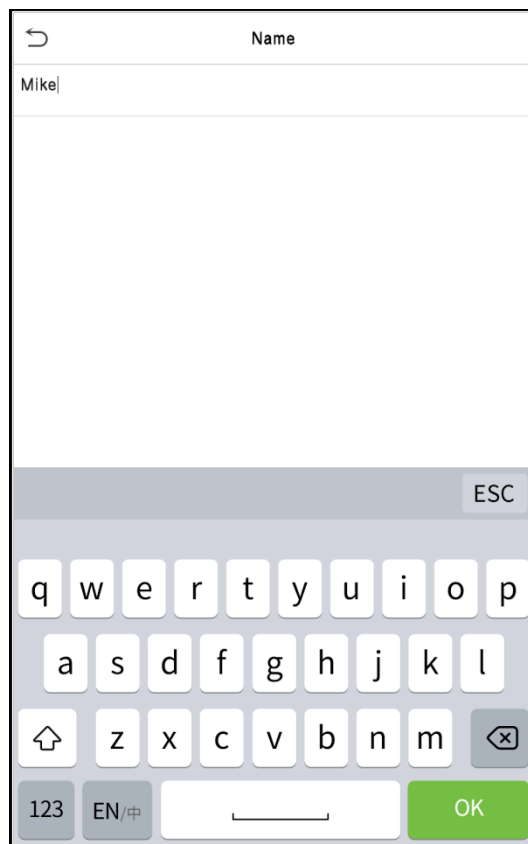 Name
Mike
ESC
q w e r t y u i o p
a s d f g h j k l
z x c v b n m
123 EN/中 OK